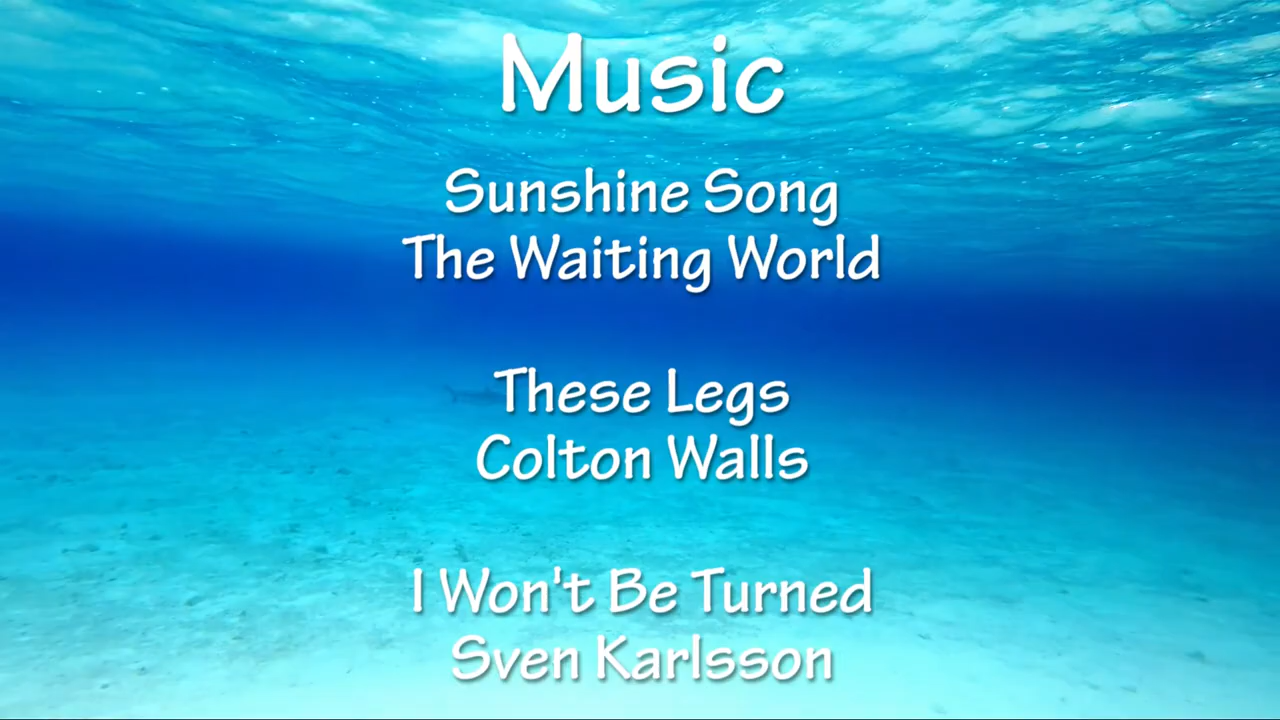 Music
Sunshine Song
The Waiting World
These Legs
Colton Walls
I Won't Be Turned
Sven Karlsson